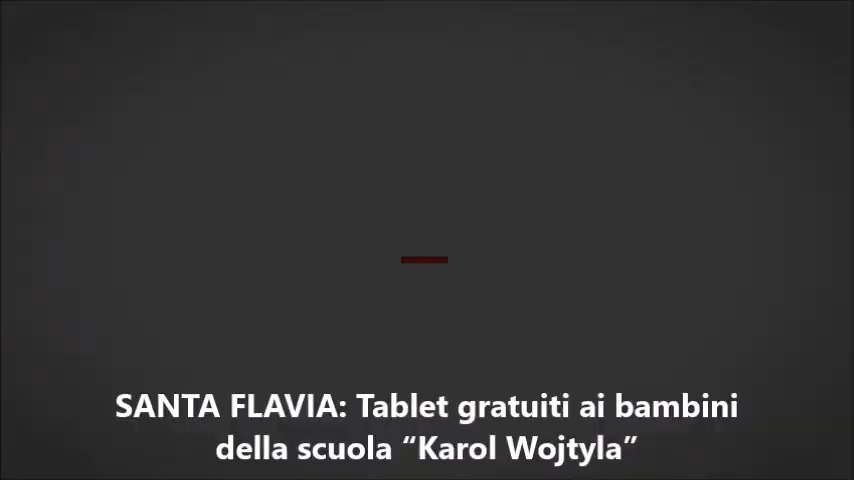 SANTA FLAVIA: Tablet gratuiti ai bambini
della scuola “Karol Wojtyla”